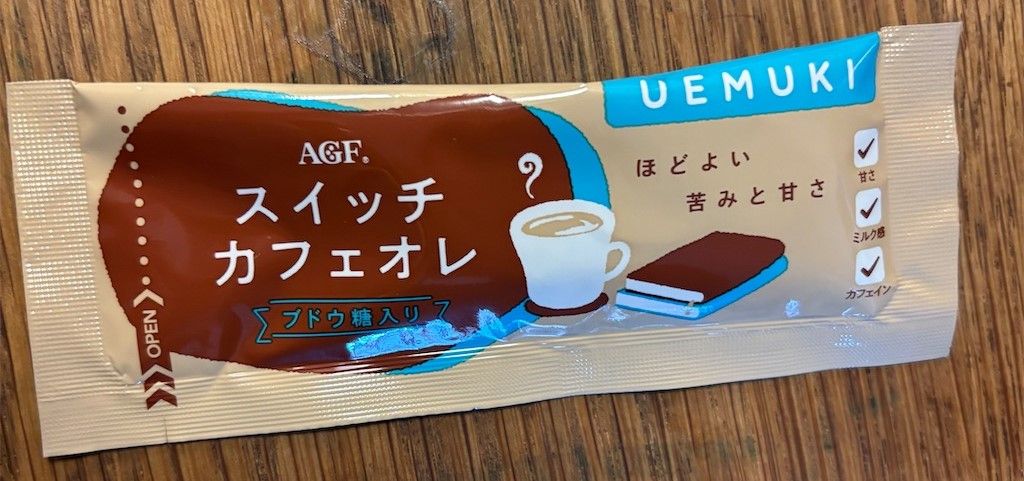 AGF®
スイッチ
カフェオレ
ブドウ糖入り
OPEN
UEMUKI
ほどよい
苦みと甘さ
甘さ
ミルク感
カフェイン